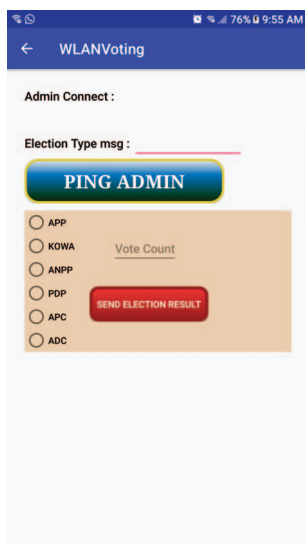 76% 9:55 AM
WLANVoting
Admin Connect :
Election Type msg :
PING ADMIN
APP
KOWA
Vote Count
ANPP
PDP
SEND ELECTION RESULT
APC
ADC